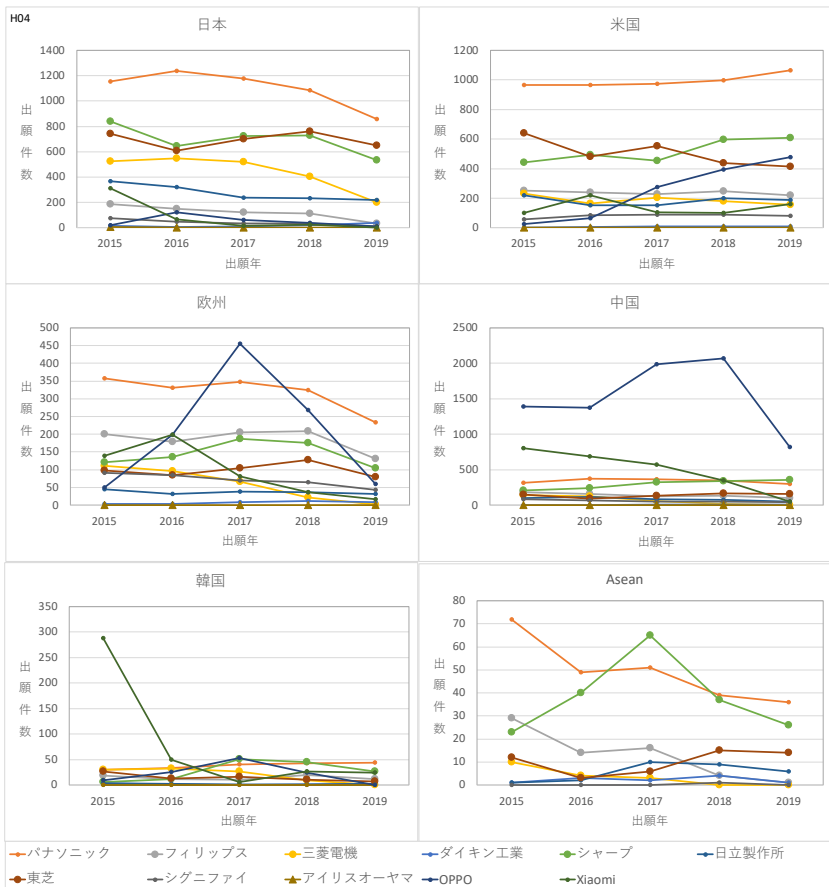 H04
日本
1400
1200
1000
800
600
400
200
0
出願件数
2015 2016 2017 2018 2019
出願年
米国
1200
1000
800
600
400
200
0
出願件数
2015 2016 2017 2018 2019
出願年
欧州
500
450
400
350
300
250
200
150
100
50
0
出願件数
2015 2016 2017 2018 2019
出願年
中国
2500
2000
1500
1000
500
0
出願件数
2015 2016 2017 2018 2019
出願年
韓国
350
300
250
200
150
100
50
0
出願件数
2015 2016 2017 2018 2019
出願年
Asean
80
70
60
50
40
30
20
10
0
出願件数
2015 2016 2017 2018 2019
出願年
パナソニック フィリップス 三菱電機 ダイキン工業 シャープ 日立製作所
東芝 シグニファイ アイリスオーヤマ OPPO Xiaomi